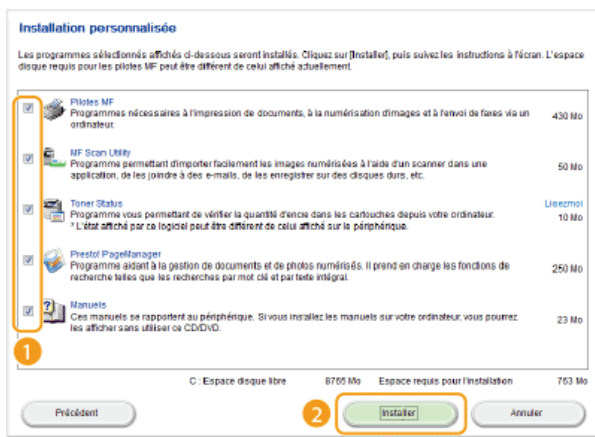 Installation personnalisée
Les programmes sélectionnés affichés ci-dessous seront installés. Cliquez sur [Installer], puis suivez les instructions à l'écran. L'espace
disque requis pour les pilotes MF peut être différent de celui affiché actuellement.
Pilotes MF
Programmes nécessaires à l'impression de documents, à la numérisation d'images et à l'envoi de faxes via un
ordinateur.
430 Mo
MF Scan Utility
Programme permettant d'importer facilement les images numérisées à l'aide d'un scanner dans une
application, de les joindre à des e-mails, de les enregistrer sur des disques durs, etc.
50 Mo
Toner Status
Lisezmoi
Programme vous permettant de vérifier la quantité d'encre dans les cartouches depuis votre ordinateur.
10 Mo
* L'état affiché par ce logiciel peut être différent de celui affiché sur le périphérique.
Presto! PageManager
Programme aidant à la gestion de documents et de photos numérisés. Il prend en charge les fonctions de
recherche telles que les recherches par mot clé et par texte intégral.
250 Mo
Manuels
Ces manuels se rapportent au périphérique. Si vous installez les manuels sur votre ordinateur, vous pourrez
les afficher sans utiliser ce CD/DVD.
23 Mo
1
C : Espace disque libre 8765 Mo Espace requis pour l'installation 763 Mo
Précédent 2 Installer Annuler